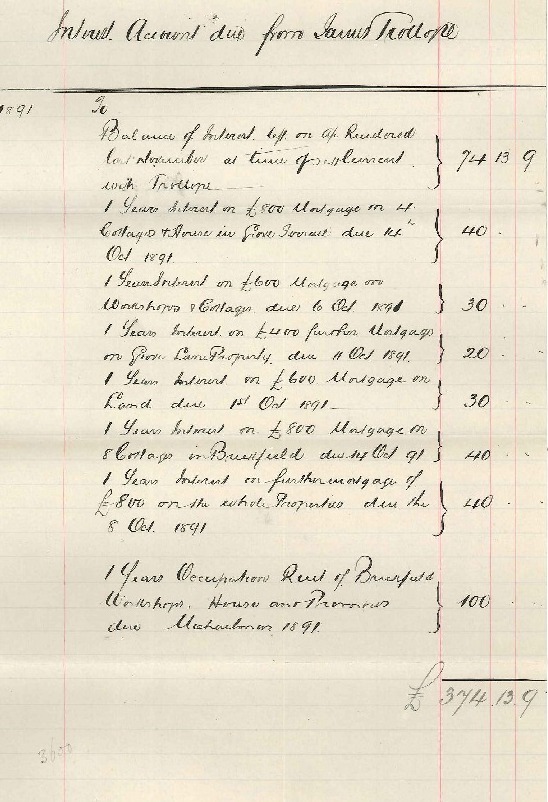 Interest Account due from James Trollope
1891 To
Balance of Interest left on a/c Rendered
last November at time of settlement } 74 13 9
with Trollope
1 Years Interest on £800 Mortgage on 4
Cottages & House in Grove due 14th } 40 . .
Oct 1891
1 Years Interest on £600 Mortgage on
Workshops & Cottages due 6 Oct 1891 } 30 . .
1 Years Interest on £400 further Mortgage
on Grove Lane Property due 11 Oct 1891 } 20 . .
1 Years Interest on £600 Mortgage on
Land due 1st Oct 1891 } 30 . .
1 Years Interest on £800 Mortgage on
8 Cottages in Buerfield due 14 Oct 91 } 40 . .
1 Years Interest on further mortgage of
£800 on the whole Properties due the } 40 . .
8 Oct. 1891
1 Years Occupation Rent of Buerfield
Workshops. House and Premises } 100 . .
due Michaelmas 1891
£ 374 13 9
3600